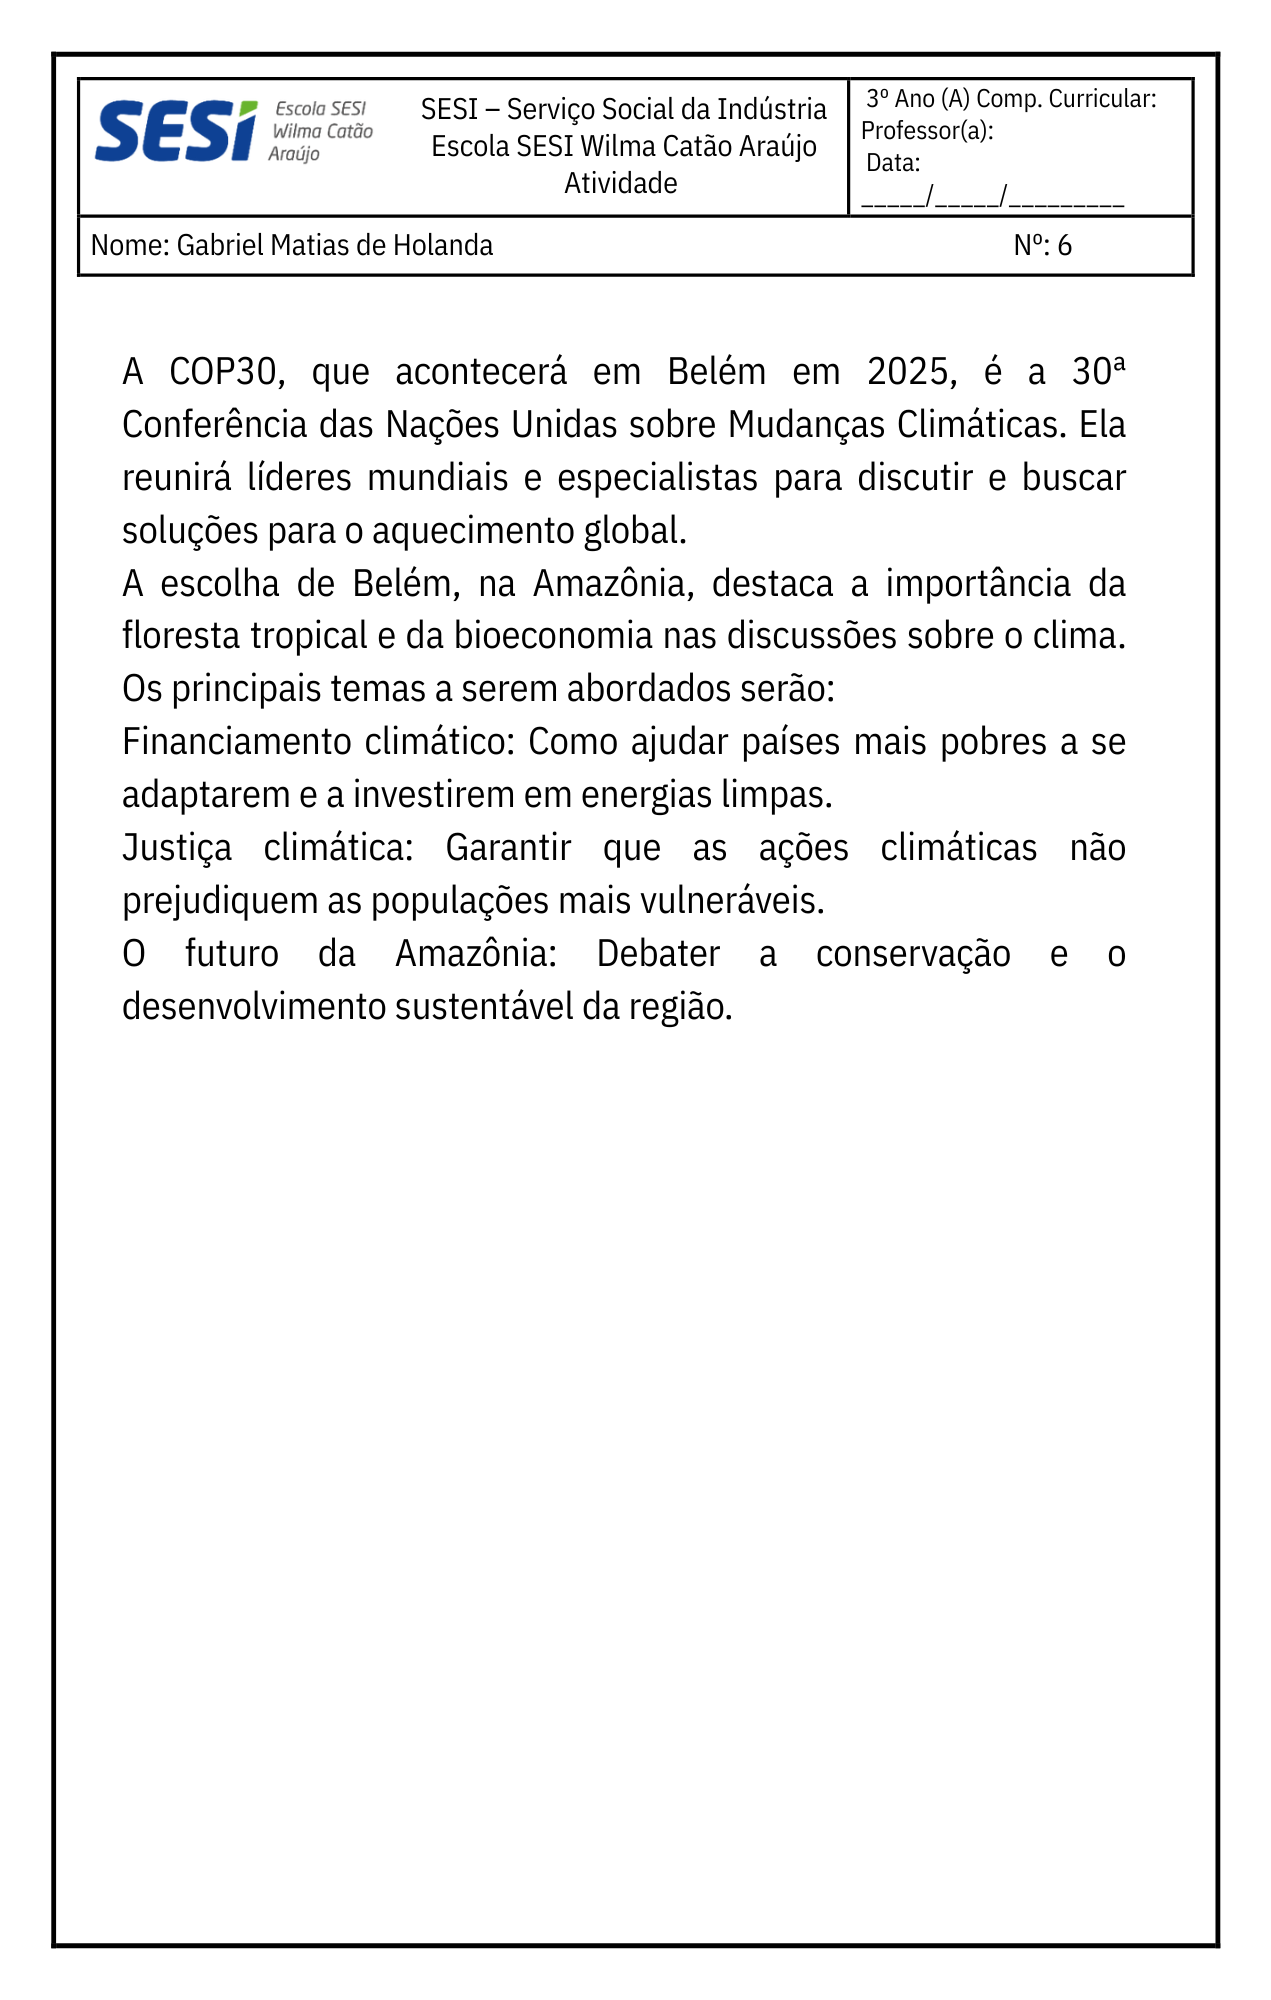 SESI Escola SESI
Wilma Catão
Araújo
SESI – Serviço Social da Indústria
Escola SESI Wilma Catão Araújo
Atividade
3º Ano (A) Comp. Curricular:
Professor(a):
Data:
_____/_____/_________
Nome: Gabriel Matias de Holanda Nº: 6
A COP30, que acontecerá em Belém em 2025, é a 30ª
Conferência das Nações Unidas sobre Mudanças Climáticas. Ela
reunirá líderes mundiais e especialistas para discutir e buscar
soluções para o aquecimento global.
A escolha de Belém, na Amazônia, destaca a importância da
floresta tropical e da bioeconomia nas discussões sobre o clima.
Os principais temas a serem abordados serão:
Financiamento climático: Como ajudar países mais pobres a se
adaptarem e a investirem em energias limpas.
Justiça climática: Garantir que as ações climáticas não
prejudiquem as populações mais vulneráveis.
O futuro da Amazônia: Debater a conservação e o
desenvolvimento sustentável da região.